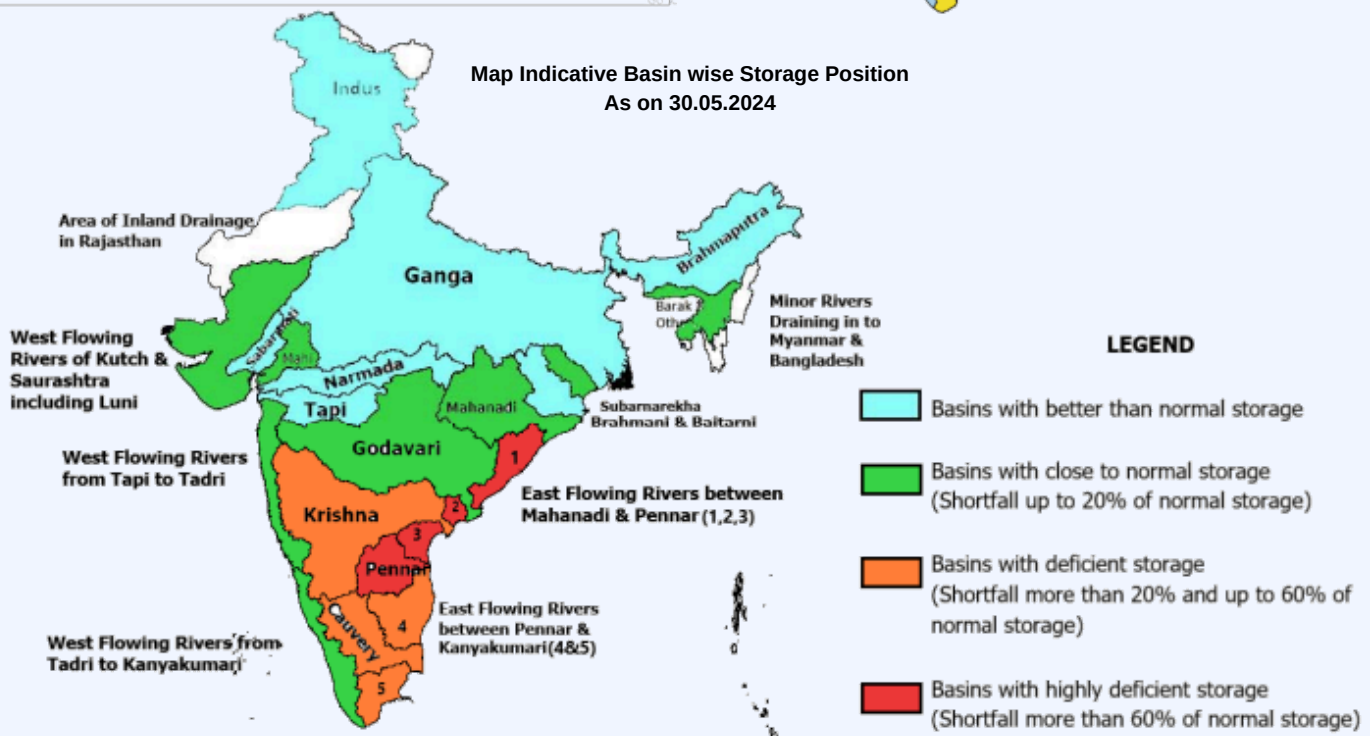 Map Indicative Basin wise Storage Position
As on 30.05.2024
Indus
Area of Inland Drainage
in Rajasthan
Ganga
Brahmaputra
Barak &
Oth
Minor Rivers
Draining in to
Myanmar &
Bangladesh
West Flowing
Rivers of Kutch &
Saurashtra
including Luni
Sabarmati
Mahi
Narmada
Tapi
Mahanadi
Subarnarekha
Brahmani & Baitarni
Godavari
West Flowing Rivers
from Tapi to Tadri
1
East Flowing Rivers between
Mahanadi & Pennar (1,2,3)
Krishna
2
3
Pennar
East Flowing Rivers
between Pennar &
Kanyakumari(4&5)
Cauvery
4
5
West Flowing Rivers from
Tadri to Kanyakumari
LEGEND
Basins with better than normal storage
Basins with close to normal storage
(Shortfall up to 20% of normal storage)
Basins with deficient storage
(Shortfall more than 20% and up to 60% of
normal storage)
Basins with highly deficient storage
(Shortfall more than 60% of normal storage)